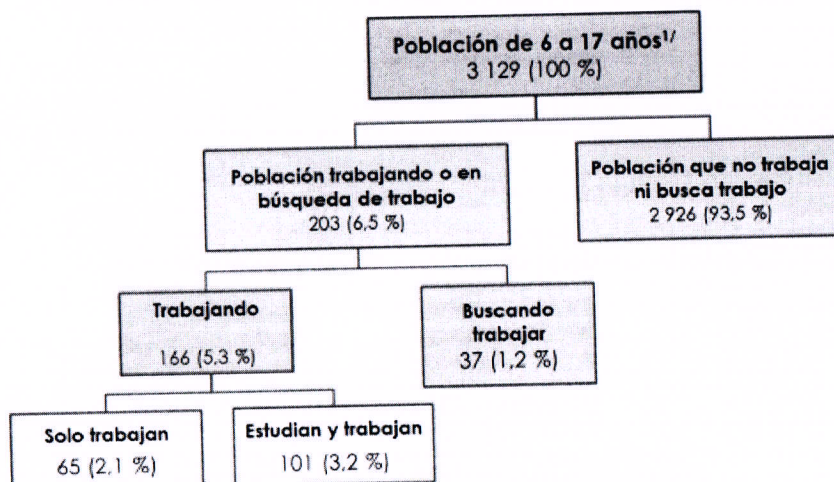 Población de 6 a 17 años1/
3 129 (100 %)
Población trabajando o en
búsqueda de trabajo
203 (6,5 %)
Población que no trabaja
ni busca trabajo
2 926 (93,5 %)
Trabajando
166 (5,3 %)
Buscando
trabajar
37 (1,2 %)
Solo trabajan
65 (2,1 %)
Estudian y trabajan
101 (3,2 %)